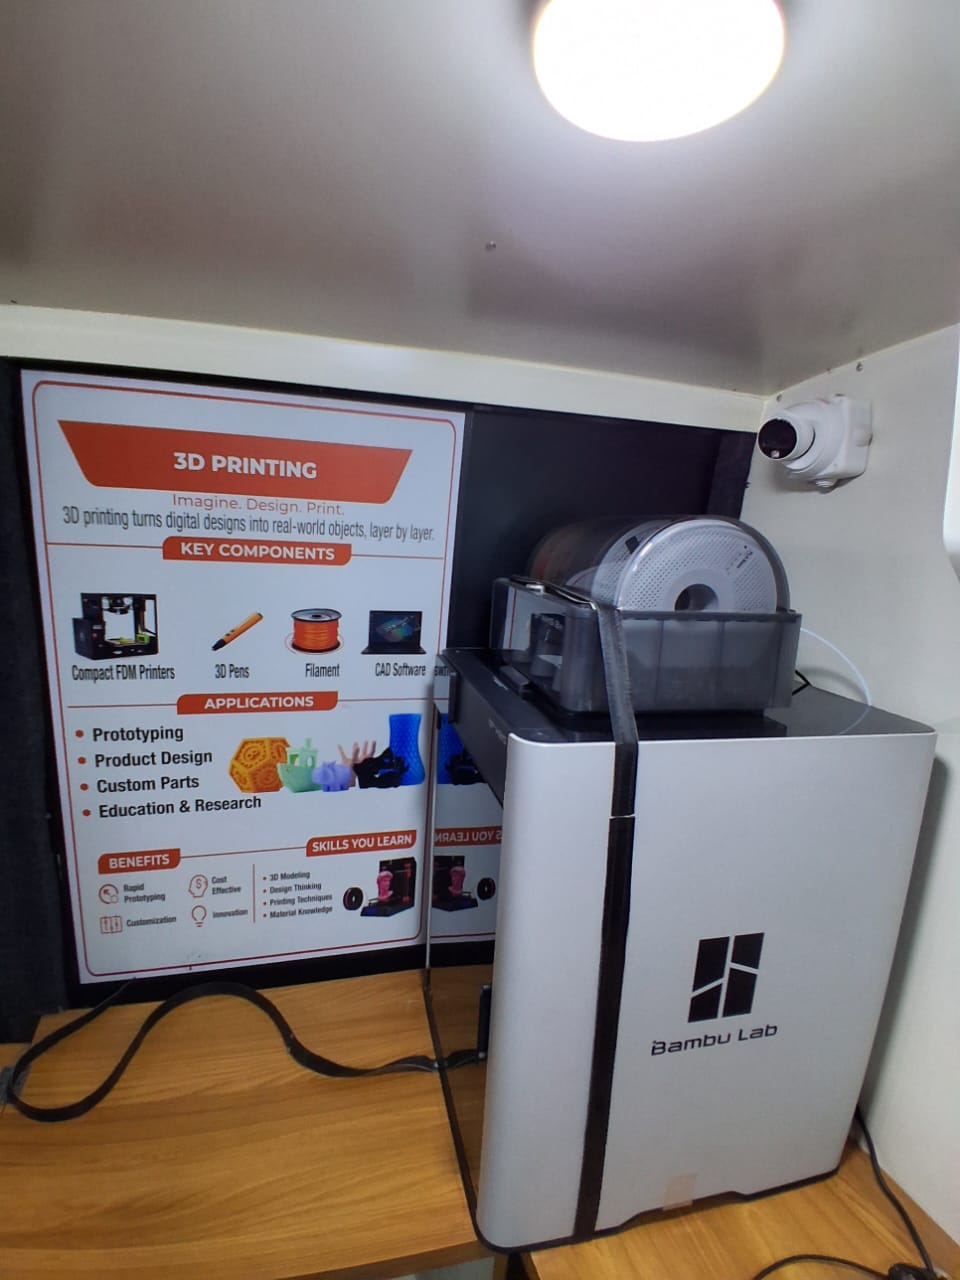 3D PRINTING
Imagine. Design. Print.
3D printing turns digital designs into real-world objects, layer by layer.
KEY COMPONENTS
Compact FDM Printers
3D Pens
Filament
CAD Software
APPLICATIONS
• Prototyping
• Product Design
• Custom Parts
• Education & Research
BENEFITS
Rapid
Prototyping
Cost
Effective
Customization
Innovation
SKILLS YOU LEARN
• 3D Modeling
• Design Thinking
• Printing Techniques
• Material Knowledge
Bambu Lab